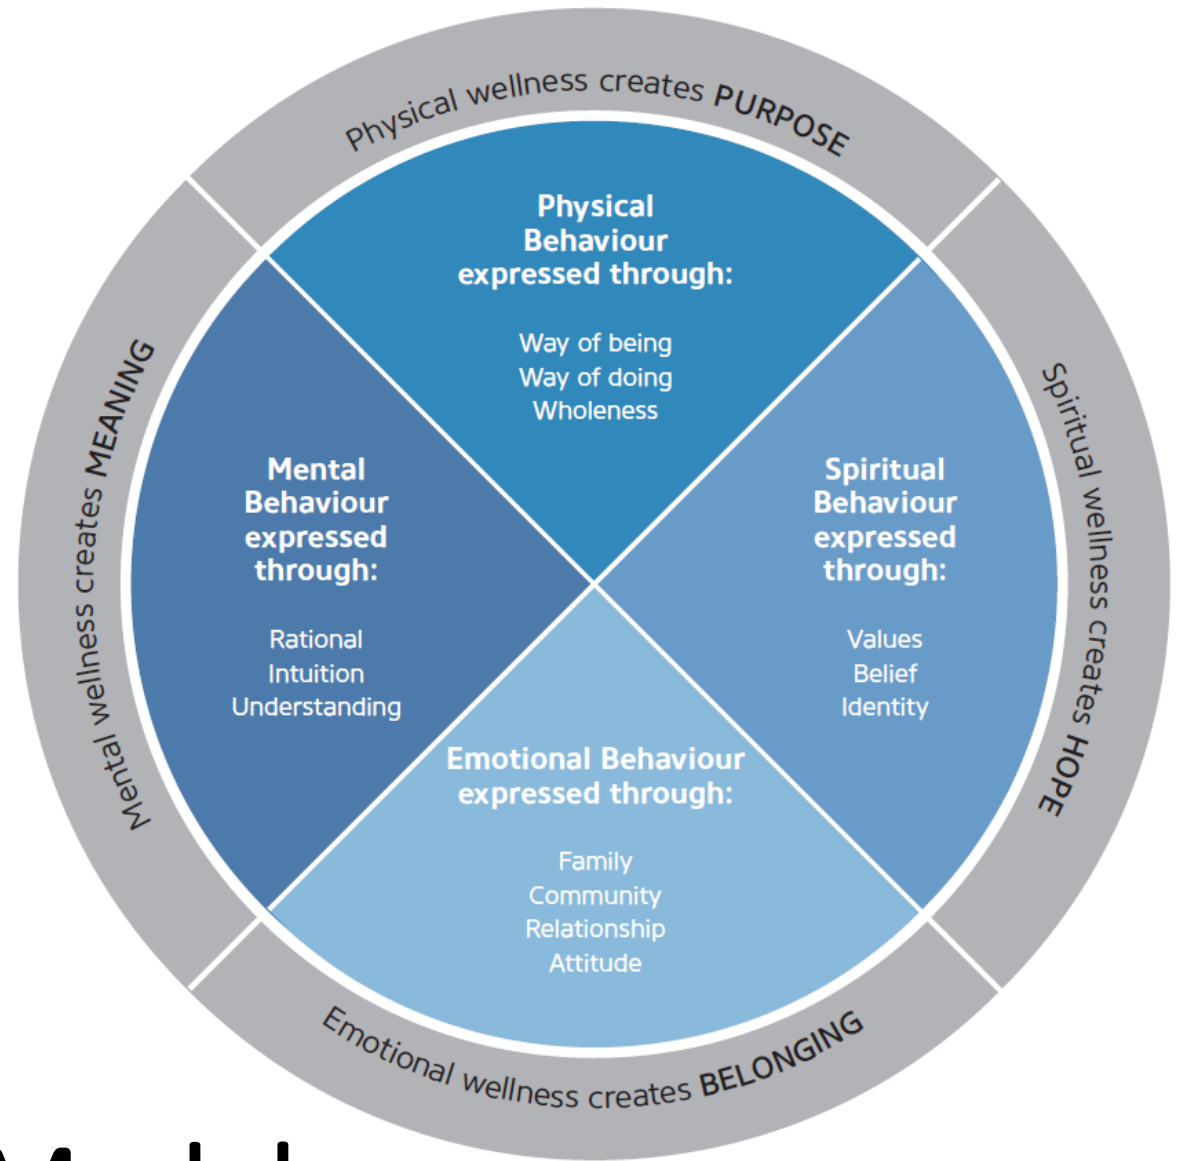 Physical wellness creates PURPOSE
Physical
Behaviour
expressed through:
Way of being
Way of doing
Wholeness
Mental wellness creates MEANING
Mental
Behaviour
expressed
through:
Rational
Intuition
Understanding
Spiritual
Behaviour
expressed
through:
Values
Belief
Identity
Spiritual wellness creates HOPE
Emotional Behaviour
expressed through:
Family
Community
Relationship
Attitude
Emotional wellness creates BELONGING